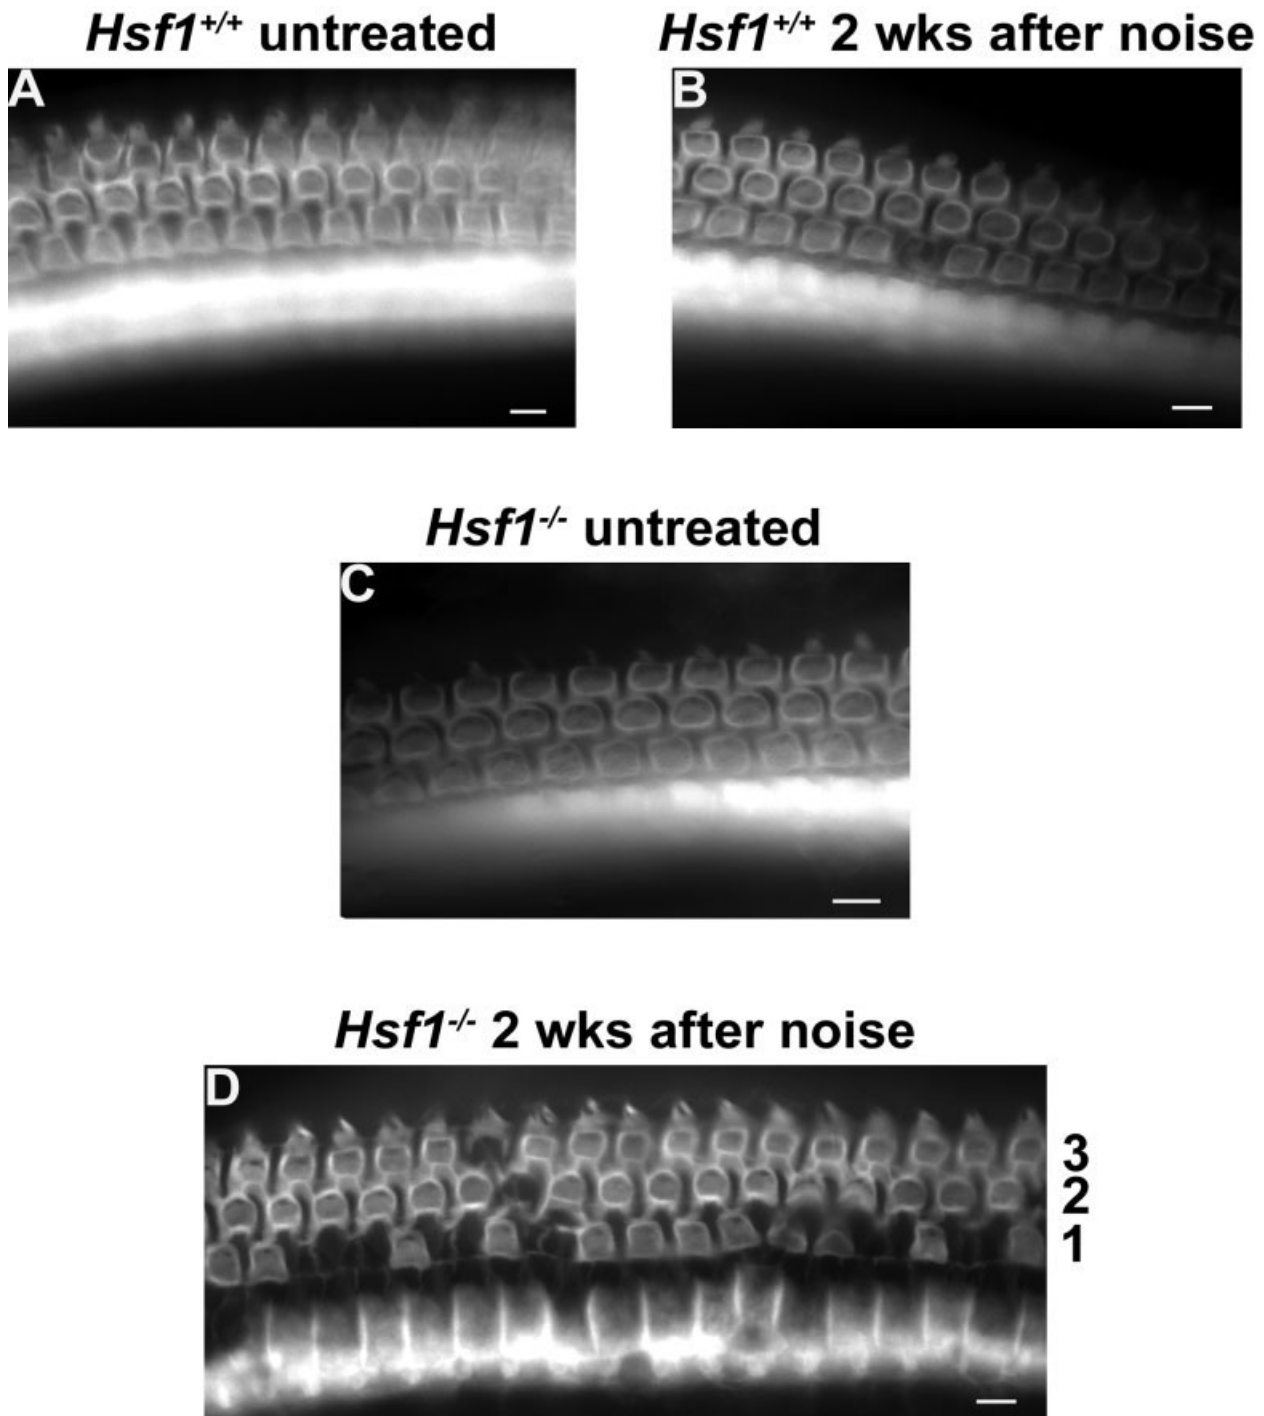 Hsf1+/+ untreated
Hsf1+/+ 2 wks after noise
A
B
Hsf1-/- untreated
C
Hsf1-/- 2 wks after noise
D
3
2
1